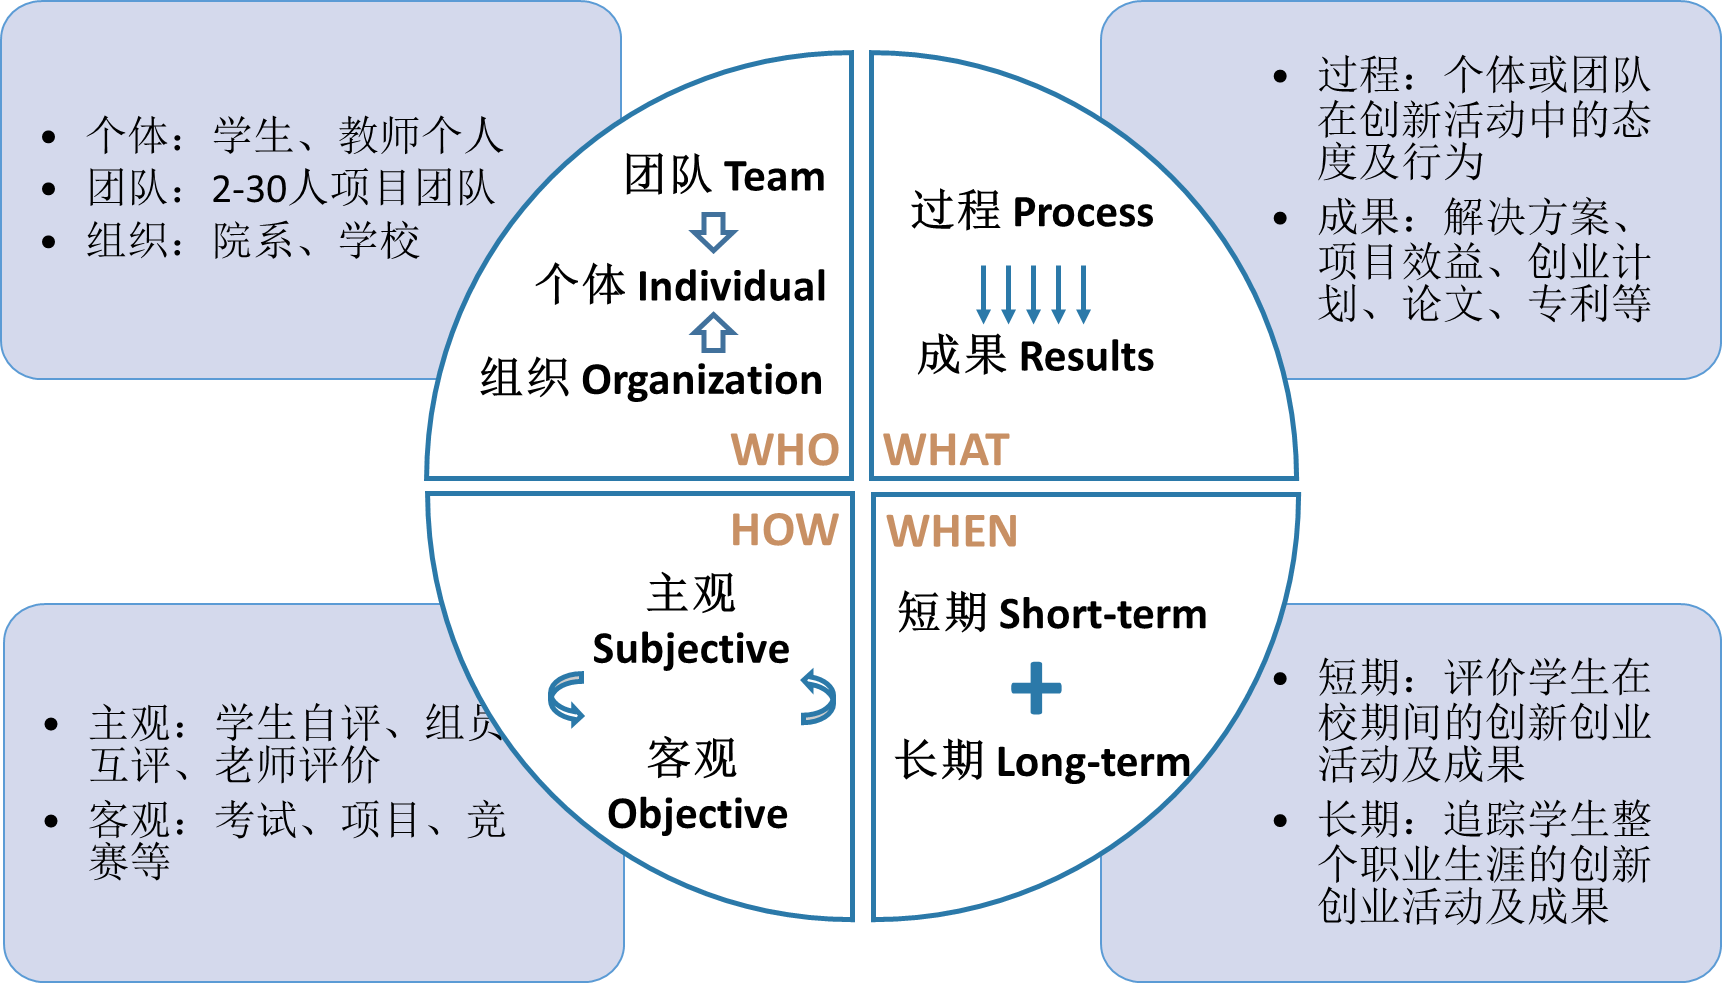 • 个体：学生、教师个人
• 团队：2-30人项目团队
• 组织：院系、学校
团队 Team
个体 Individual
组织 Organization
WHO
过程 Process
成果 Results
WHAT
• 过程：个体或团队
在创新活动中的态
度及行为
• 成果：解决方案、
项目效益、创业计
划、论文、专利等
HOW
主观
Subjective
客观
Objective
• 主观：学生自评、组员
互评、老师评价
• 客观：考试、项目、竞
赛等
WHEN
短期 Short-term
长期 Long-term
• 短期：评价学生在
校期间的创新创业
活动及成果
• 长期：追踪学生整
个职业生涯的创新
创业活动及成果